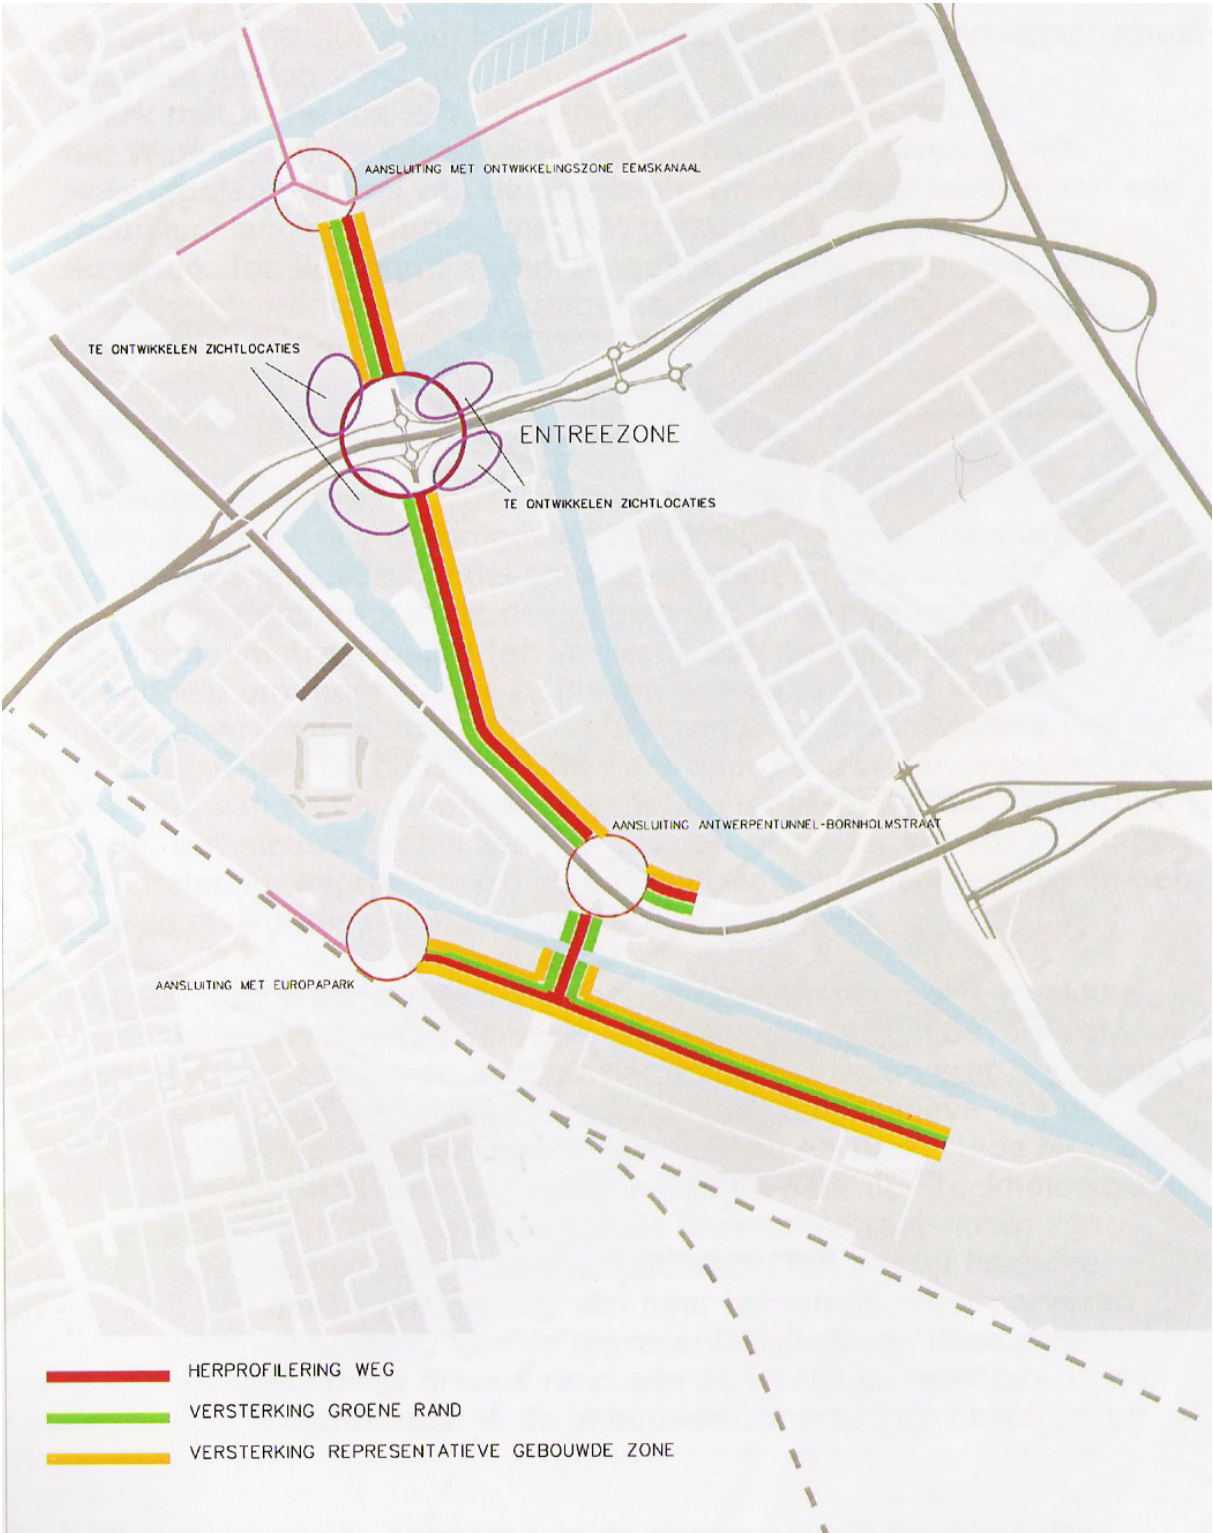 AANSLUITING MET ONTWIKKELINGSZONE EEMSKANAAL
TE ONTWIKKELEN ZICHTLOCATIES
ENTREEZONE
TE ONTWIKKELEN ZICHTLOCATIES
AANSLUITING ANTWERPENTUNNEL-BORNHOLMSTRAAT
AANSLUITING MET EUROPAPARK
HERPROFILERING WEG
VERSTERKING GROENE RAND
VERSTERKING REPRESENTATIEVE GEBOUWDE ZONE